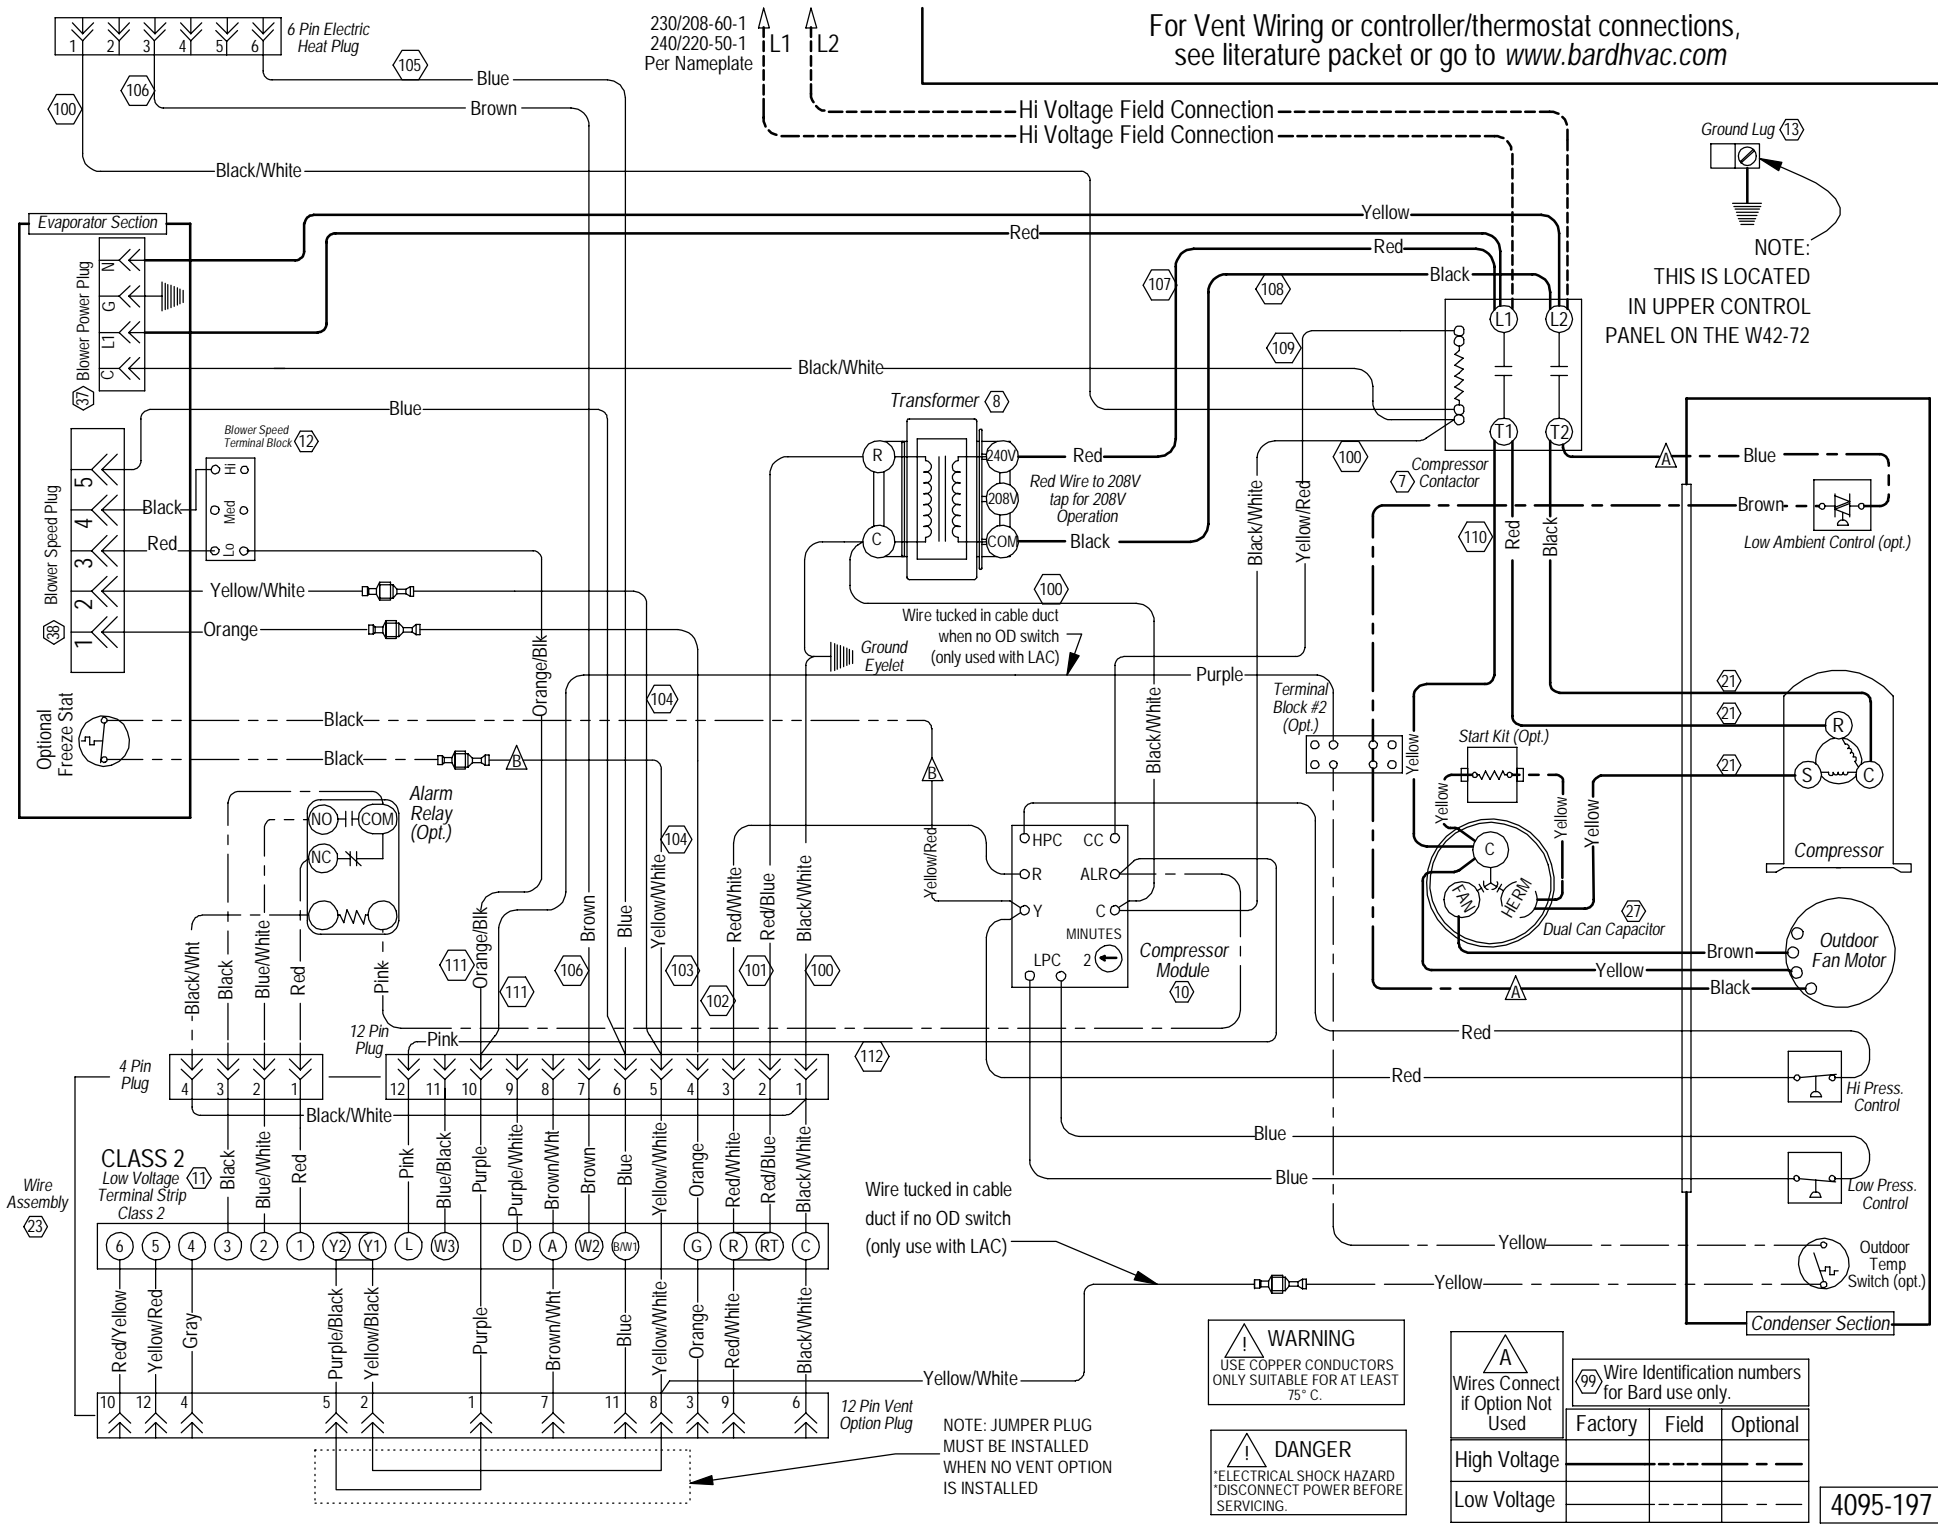 6 Pin Electric
Heat Plug
1 2 3 4 5 6
230/208-60-1
240/220-50-1
Per Nameplate
L1
L2
For Vent Wiring or controller/thermostat connections,
see literature packet or go to www.bardhvac.com
105
Blue
106
Brown
100
Black/White
Hi Voltage Field Connection
Hi Voltage Field Connection
Ground Lug 13
NOTE:
THIS IS LOCATED
IN UPPER CONTROL
PANEL ON THE W42-72
Evaporator Section
Blower Power Plug
37
N
G
L1
C
Yellow
Red
Red
107
Black
108
109
L1
L2
T1
T2
Black/White
Compressor
Contactor
7
100
Blue
Blower Speed
Terminal Block
12
Hi
Med
Lo
Blower Speed Plug
38
5
4
3
2
1
Black
Red
Yellow/White
Orange
Transformer 8
R
C
240V
208V
COM
Red
Red Wire to 208V
tap for 208V
Operation
Black
Black/White
Yellow/Red
110
Red
Black
A
Blue
Brown
Low Ambient Control (opt.)
100
Wire tucked in cable duct
when no OD switch
(only used with LAC)
Ground
Eyelet
Orange/Blk
104
Purple
Black/White
Terminal
Block #2
(Opt.)
Yellow
Start Kit (Opt.)
Yellow
Yellow
Yellow
21
21
21
R
S
C
Compressor
Optional
Freeze Stat
Black
Black
B
B
Alarm
Relay
(Opt.)
NO
COM
NC
104
Yellow/Red
HPC
CC
R
ALR
Y
C
MINUTES
LPC
2
Compressor
Module
10
C
FAN
HERM
27
Dual Can Capacitor
Brown
Yellow
A
Black
Outdoor
Fan Motor
Black/Wht
Black
Blue/White
Red
Pink
111
Orange/Blk
111
106
Brown
Blue
Yellow/White
103
102
Red/White
101
Red/Blue
100
Black/White
Pink
112
Red
Red
Hi Press.
Control
Blue
Blue
Low Press.
Control
4 Pin
Plug
4 3 2 1
12 Pin
Plug
12 11 10 9 8 7 6 5 4 3 2 1
Black/White
CLASS 2
Low Voltage
Terminal Strip
Class 2
11
Wire
Assembly
23
Black
Blue/White
Red
Pink
Blue/Black
Purple
Purple/White
Brown/Wht
Brown
Blue
Yellow/White
Orange
Red/White
Red/Blue
Black/White
6 5 4 3 2 1 Y2 Y1 L W3 D A W2 B/W1 G R RT C
Wire tucked in cable
duct if no OD switch
(only use with LAC)
Yellow
Yellow
Outdoor
Temp
Switch (opt.)
Condenser Section
Red/Yellow
Yellow/Red
Gray
Purple/Black
Yellow/Black
Purple
Brown/Wht
Blue
Yellow/White
Orange
Red/White
Black/White
Yellow/White
10 12 4 5 2 1 7 11 8 3 9 6
12 Pin Vent
Option Plug
NOTE: JUMPER PLUG
MUST BE INSTALLED
WHEN NO VENT OPTION
IS INSTALLED
! WARNING
USE COPPER CONDUCTORS
ONLY SUITABLE FOR AT LEAST
75° C.
! DANGER
*ELECTRICAL SHOCK HAZARD
*DISCONNECT POWER BEFORE
SERVICING.
A
Wires Connect
if Option Not
Used
99
Wire Identification numbers
for Bard use only.
Factory Field Optional
High Voltage
Low Voltage
4095-197